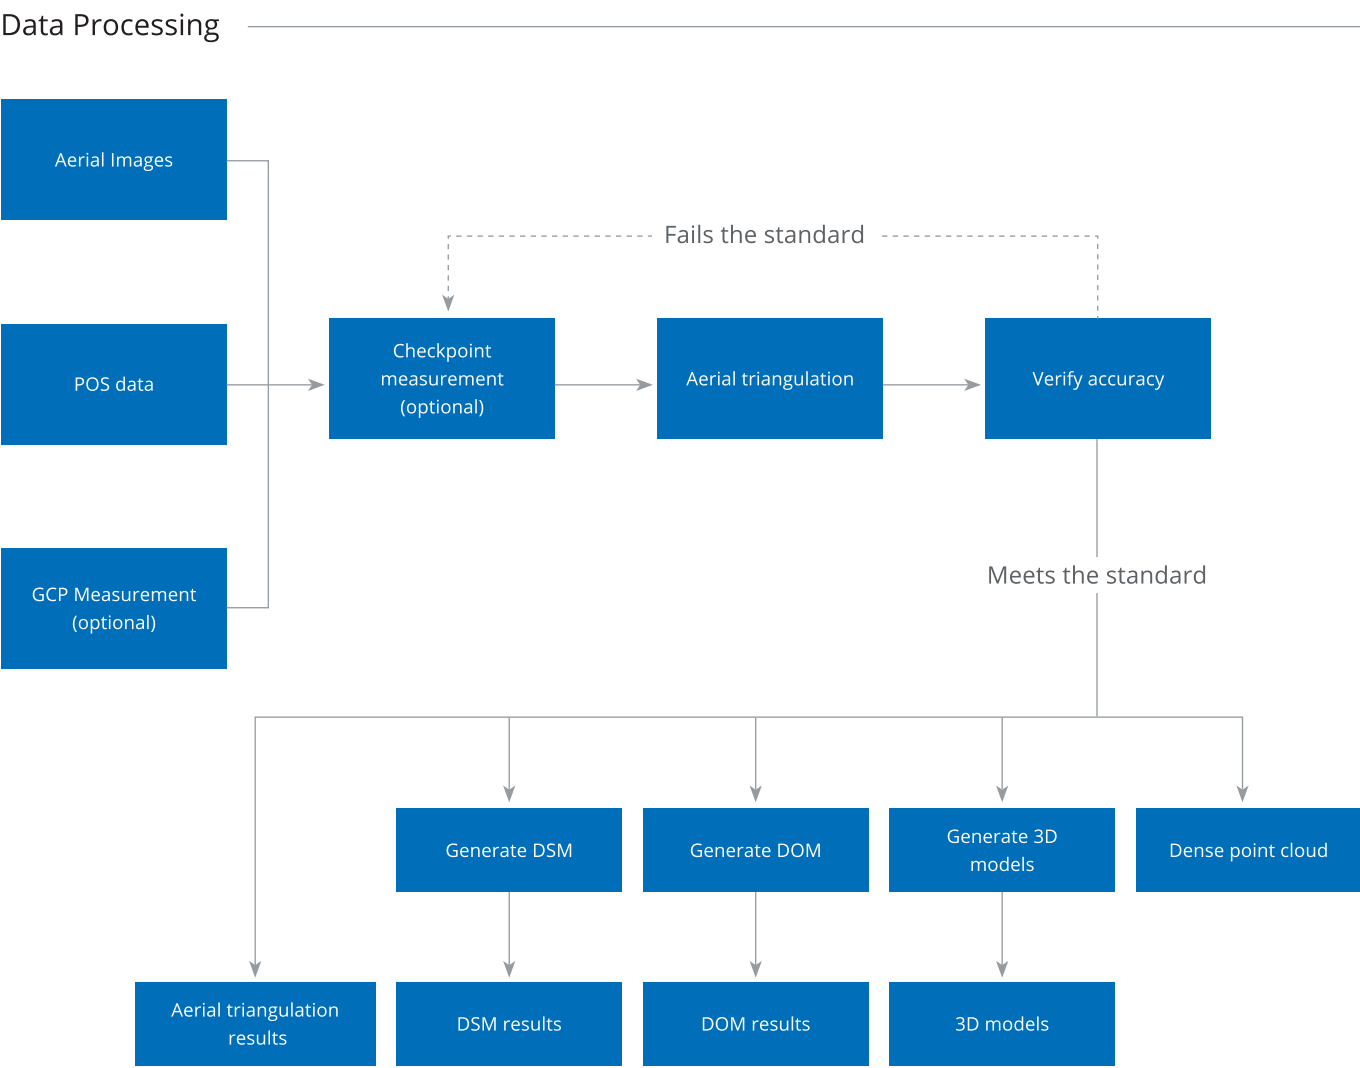 Data Processing
Aerial Images
Fails the standard
POS data
Checkpoint
measurement
(optional)
Aerial triangulation
Verify accuracy
GCP Measurement
(optional)
Meets the standard
Generate DSM
Generate DOM
Generate 3D
models
Dense point cloud
Aerial triangulation
results
DSM results
DOM results
3D models